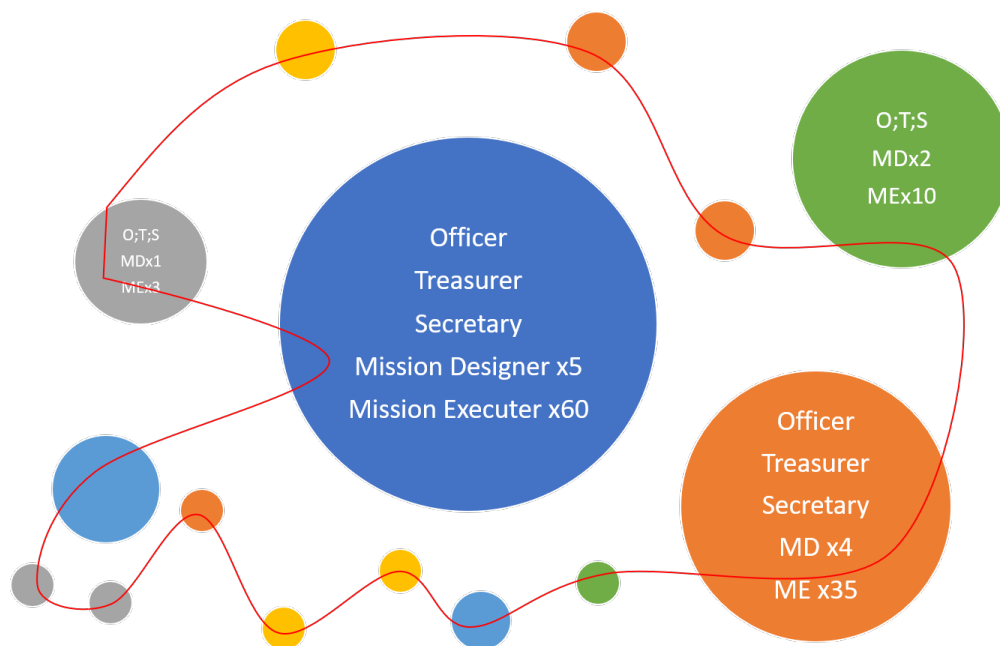 O;T;S
MDx2
MEx10
O;T;S
MDx1
MEx3
Officer
Treasurer
Secretary
Mission Designer x5
Mission Executer x60
Officer
Treasurer
Secretary
MD x4
ME x35